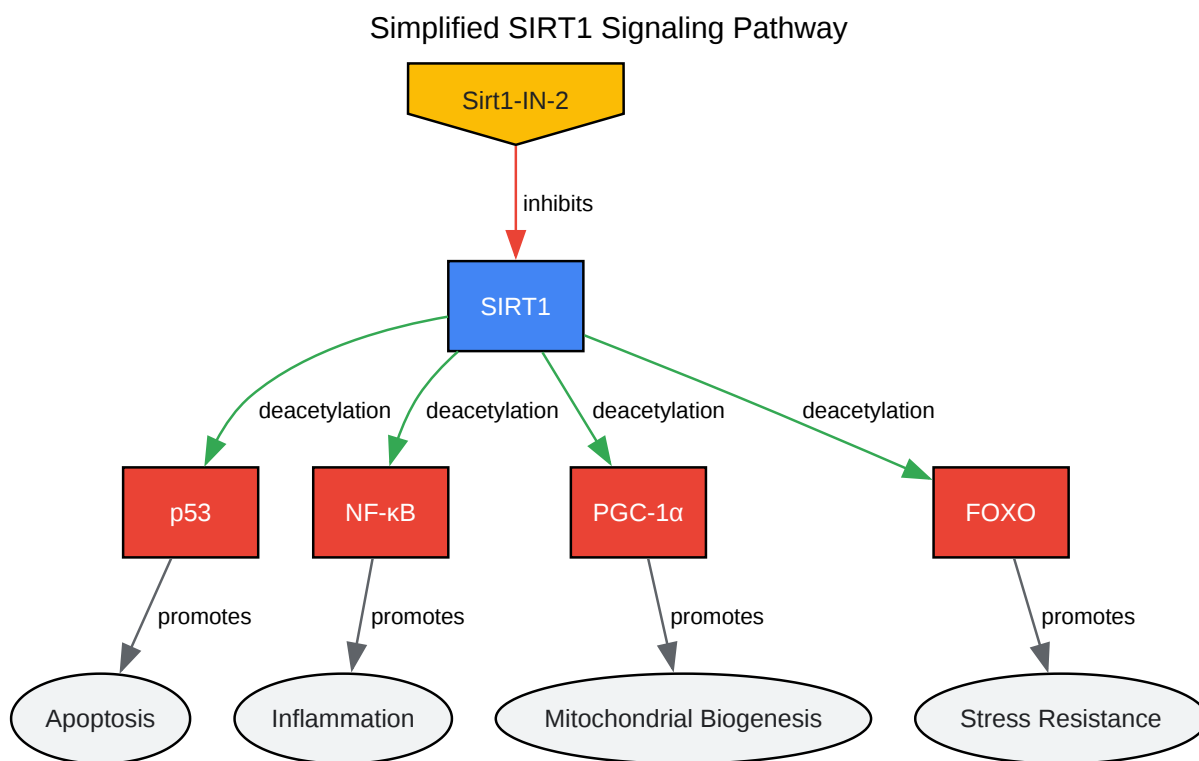 Simplified SIRT1 Signaling Pathway
Sirt1-IN-2
inhibits
SIRT1
deacetylation
deacetylation
deacetylation
deacetylation
p53
NF-κB
PGC-1α
FOXO
promotes
promotes
promotes
promotes
Apoptosis
Inflammation
Mitochondrial Biogenesis
Stress Resistance